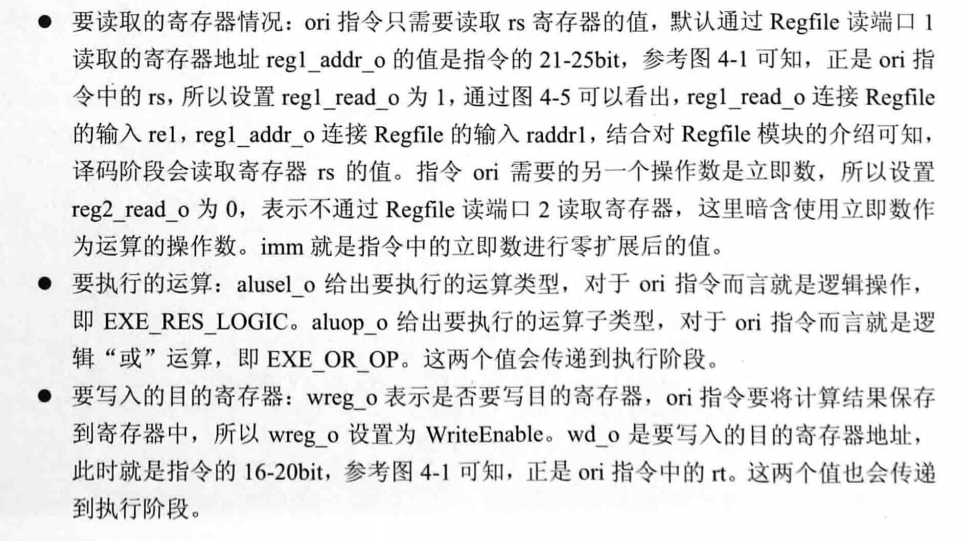 ● 要读取的寄存器情况：ori 指令只需要读取 rs 寄存器的值，默认通过 Regfile 读端口 1
读取的寄存器地址 reg1_addr_o 的值是指令的 21-25bit，参考图 4-1 可知，正是 ori 指
令中的 rs，所以设置 reg1_read_o 为 1，通过图 4-5 可以看出，reg1_read_o 连接 Regfile
的输入 re1，reg1_addr_o 连接 Regfile 的输入 raddr1，结合对 Regfile 模块的介绍可知，
译码阶段会读取寄存器 rs 的值。指令 ori 需要的另一个操作数是立即数，所以设置
reg2_read_o 为 0，表示不通过 Regfile 读端口 2 读取寄存器，这里暗含使用立即数作
为运算的操作数。imm 就是指令中的立即数进行零扩展后的值。
● 要执行的运算：alusel_o 给出要执行的运算类型，对于 ori 指令而言就是逻辑操作，
即 EXE_RES_LOGIC。aluop_o 给出要执行的运算子类型，对于 ori 指令而言就是逻
辑“或”运算，即 EXE_OR_OP。这两个值会传递到执行阶段。
● 要写入的目的寄存器：wreg_o 表示是否要写目的寄存器，ori 指令要将计算结果保存
到寄存器中，所以 wreg_o 设置为 WriteEnable。wd_o 是要写入的目的寄存器地址，
此时就是指令的 16-20bit，参考图 4-1 可知，正是 ori 指令中的 rt。这两个值也会传递
到执行阶段。